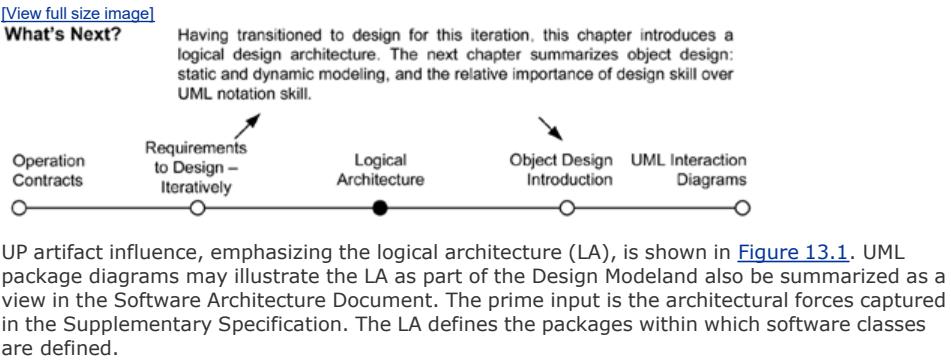 [View full size image]
What's Next?
Having transitioned to design for this iteration, this chapter introduces a
logical design architecture. The next chapter summarizes object design:
static and dynamic modeling, and the relative importance of design skill over
UML notation skill.
Operation
Contracts
Requirements
to Design –
Iteratively
Logical
Architecture
Object Design
Introduction
UML Interaction
Diagrams
UP artifact influence, emphasizing the logical architecture (LA), is shown in Figure 13.1. UML
package diagrams may illustrate the LA as part of the Design Modeland also be summarized as a
view in the Software Architecture Document. The prime input is the architectural forces captured
in the Supplementary Specification. The LA defines the packages within which software classes
are defined.